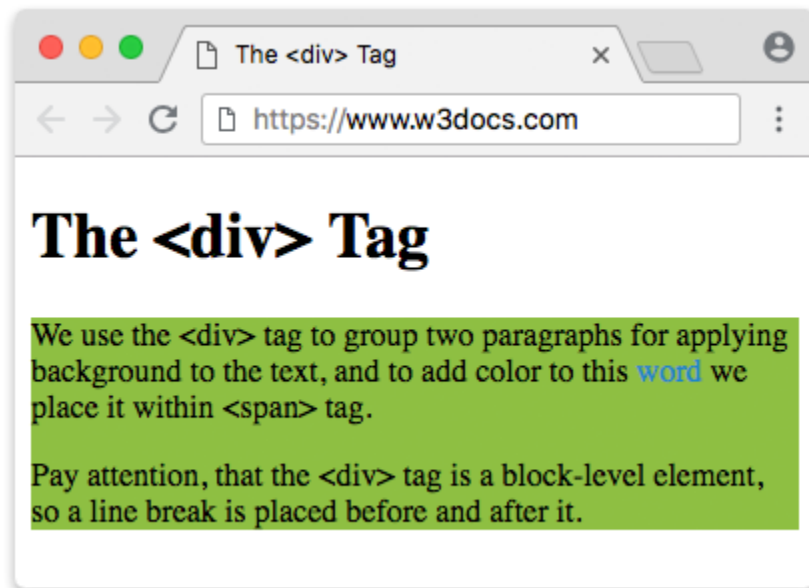 The <div> Tag
https://www.w3docs.com
The <div> Tag
We use the <div> tag to group two paragraphs for applying
background to the text, and to add color to this word we
place it within <span> tag.
Pay attention, that the <div> tag is a block-level element,
so a line break is placed before and after it.